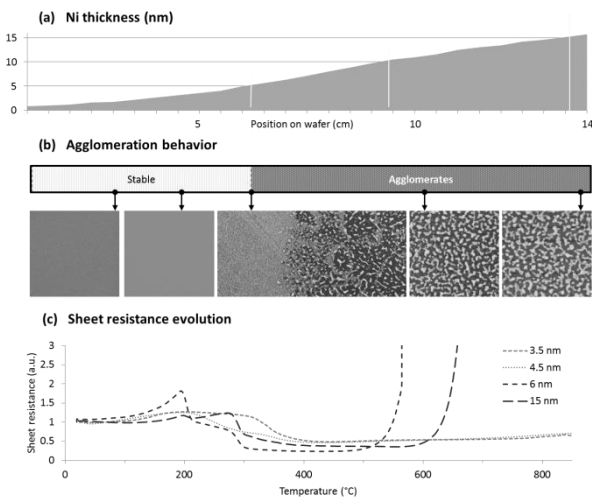 (a) Ni thickness (nm)
15
10
5
0
5
Position on wafer (cm)
10
14
(b) Agglomeration behavior
Stable
Agglomerates
(c) Sheet resistance evolution
Sheet resistance (a.u.)
3
2.5
2
1.5
1
0.5
0
0
200
400
600
800
Temperature (°C)
3.5 nm
4.5 nm
6 nm
15 nm